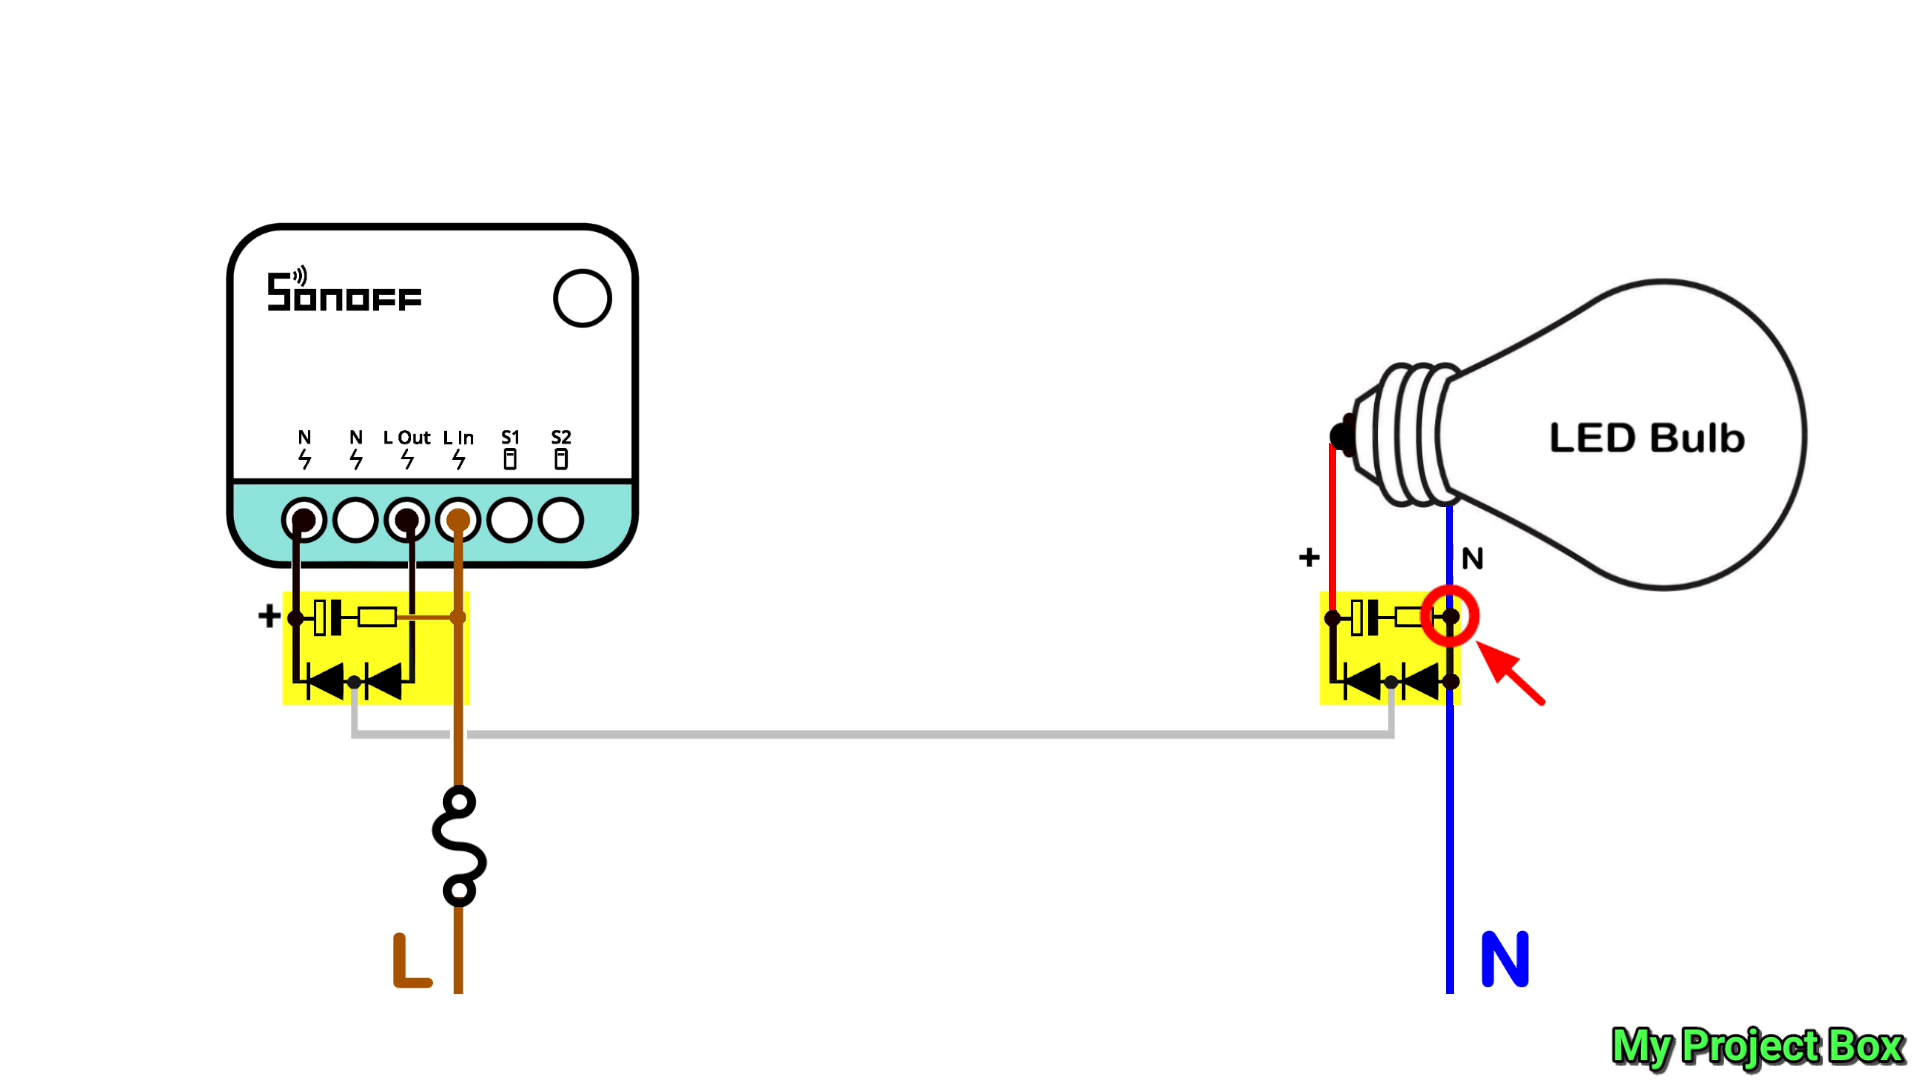 SONOFF
N N L Out L In S1 S2
LED Bulb
+ N
+
L
N
My Project Box